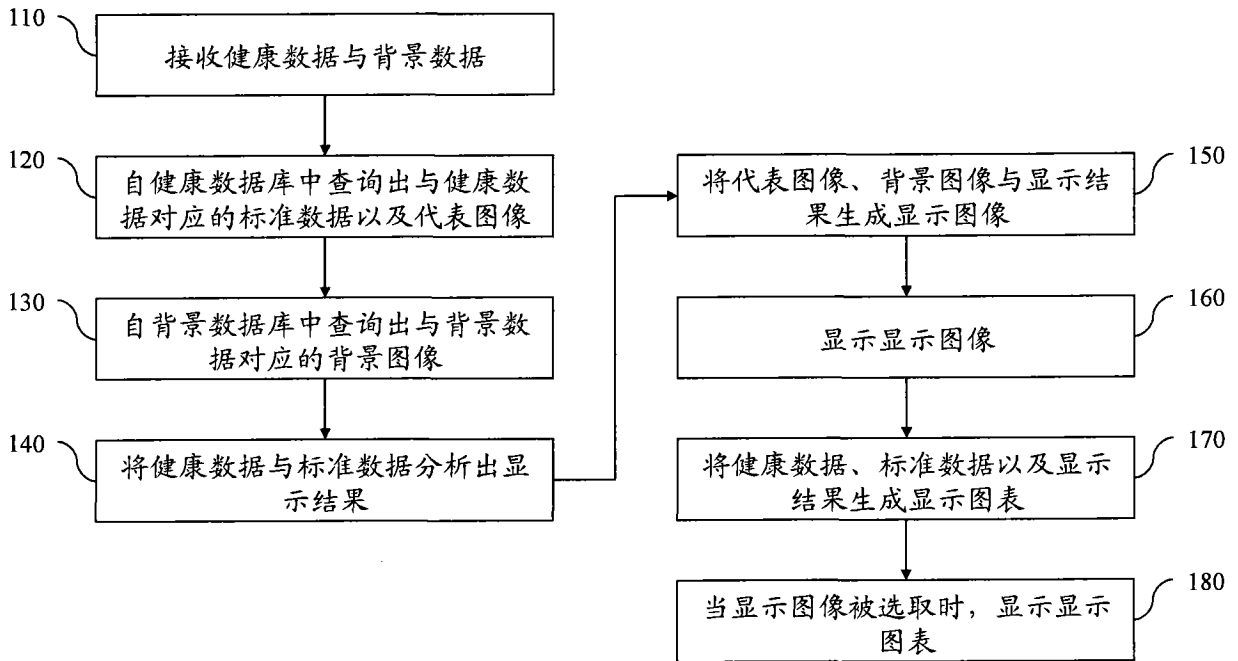 110
接收健康数据与背景数据
120
自健康数据库中查询出与健康数
据对应的标准数据以及代表图像
130
自背景数据库中查询出与背景数
据对应的背景图像
140
将健康数据与标准数据分析出显
示结果
150
将代表图像、背景图像与显示结
果生成显示图像
160
显示显示图像
170
将健康数据、标准数据以及显示
结果生成显示图表
180
当显示图像被选取时，显示显示
图表